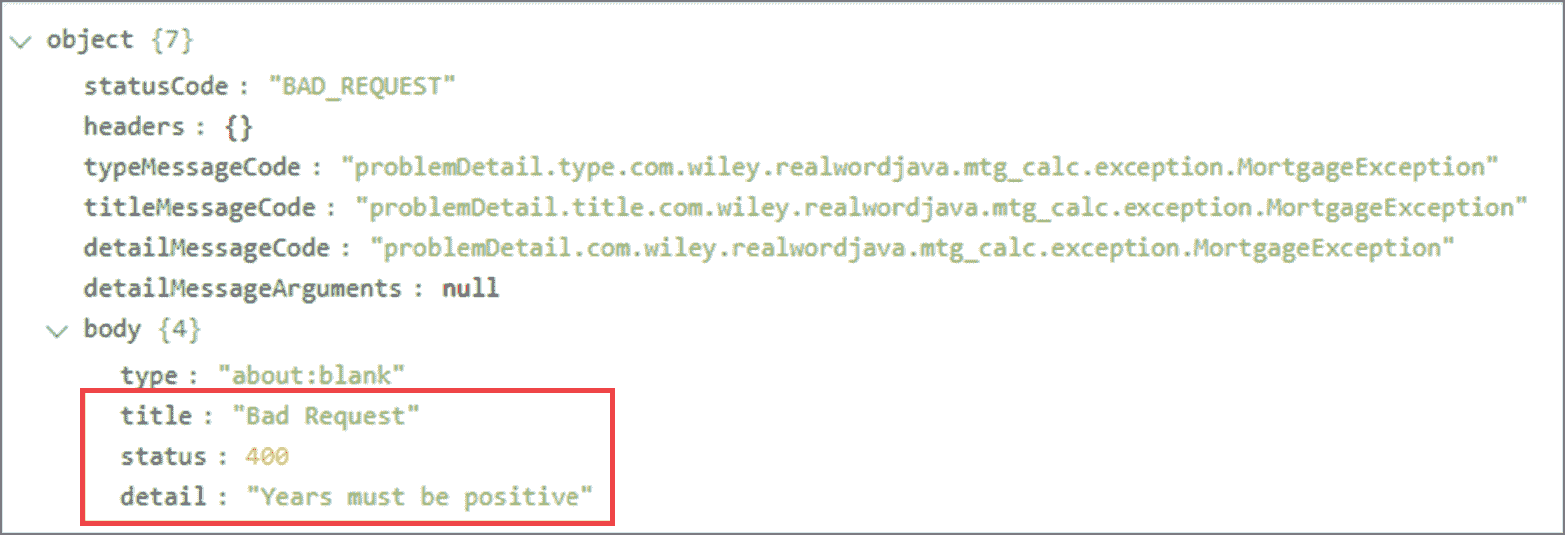 object {7}
statusCode : "BAD_REQUEST"
headers : {}
typeMessageCode : "problemDetail.type.com.wiley.realwordjava.mtg_calc.exception.MortgageException"
titleMessageCode : "problemDetail.title.com.wiley.realwordjava.mtg_calc.exception.MortgageException"
detailMessageCode : "problemDetail.com.wiley.realwordjava.mtg_calc.exception.MortgageException"
detailMessageArguments : null
body {4}
type : "about:blank"
title : "Bad Request"
status : 400
detail : "Years must be positive"